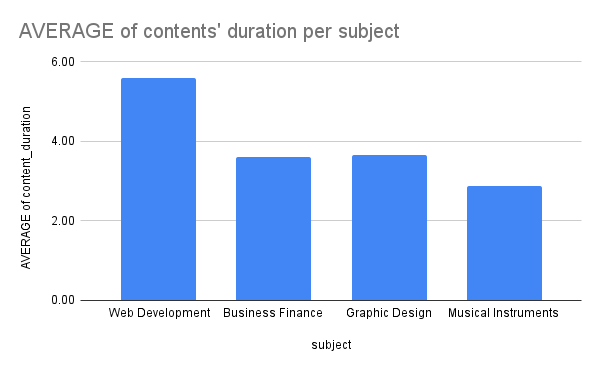 AVERAGE of contents' duration per subject
AVERAGE of content_duration
6.00
4.00
2.00
0.00
Web Development
Business Finance
Graphic Design
Musical Instruments
subject